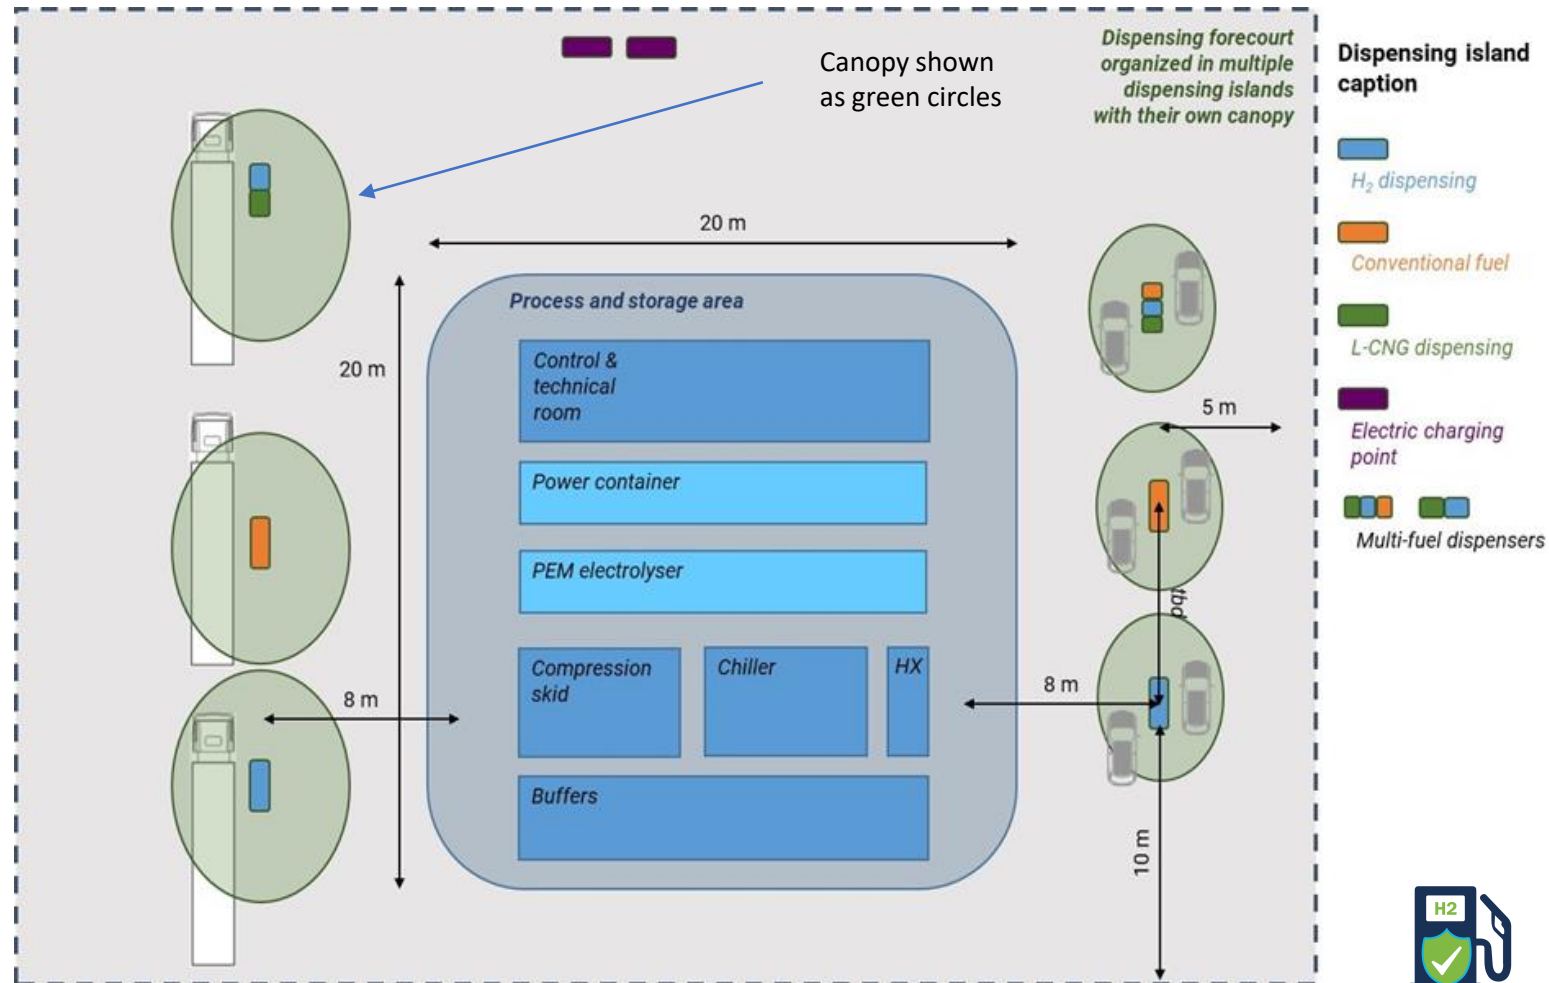 Canopy shown
as green circles
Dispensing forecourt
organized in multiple
dispensing islands
with their own canopy
Dispensing island
caption
H₂ dispensing
Conventional fuel
L-CNG dispensing
Electric charging
point
Multi-fuel dispensers
20 m
20 m
Process and storage area
Control &
technical
room
Power container
PEM electrolyser
Compression
skid
Chiller
HX
Buffers
8 m
8 m
5 m
tbd
10 m
H2